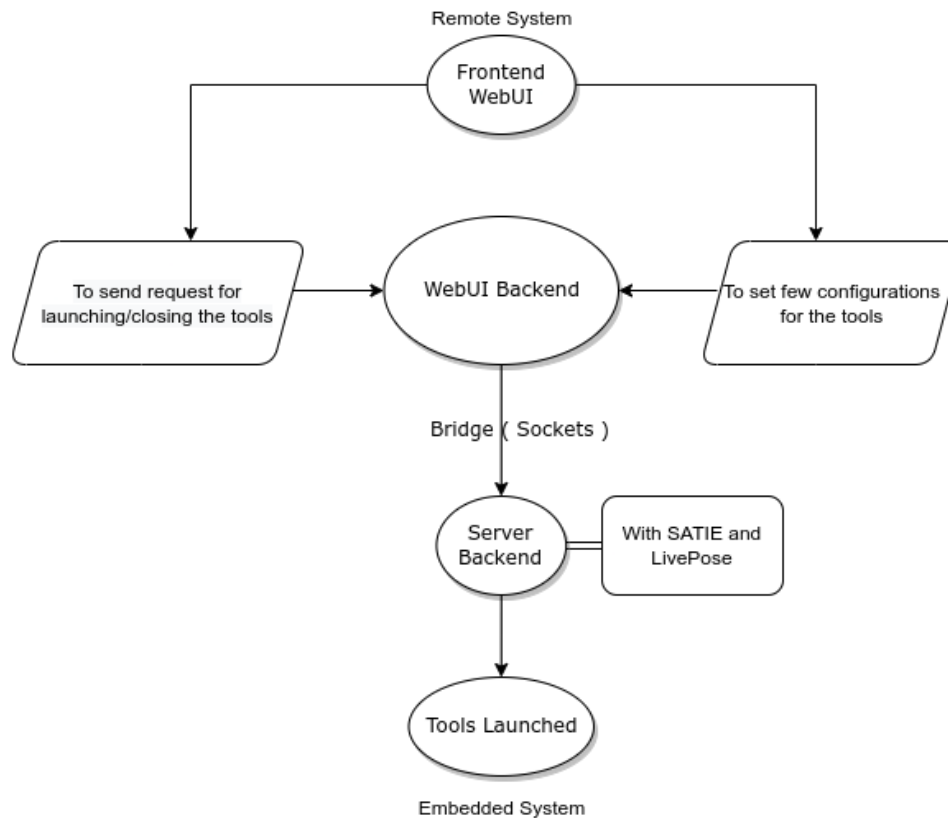 Remote System
Frontend
WebUI
To send request for
launching/closing the tools
WebUI Backend
To set few configurations
for the tools
Bridge ( Sockets )
Server
Backend
With SATIE and
LivePose
Tools Launched
Embedded System